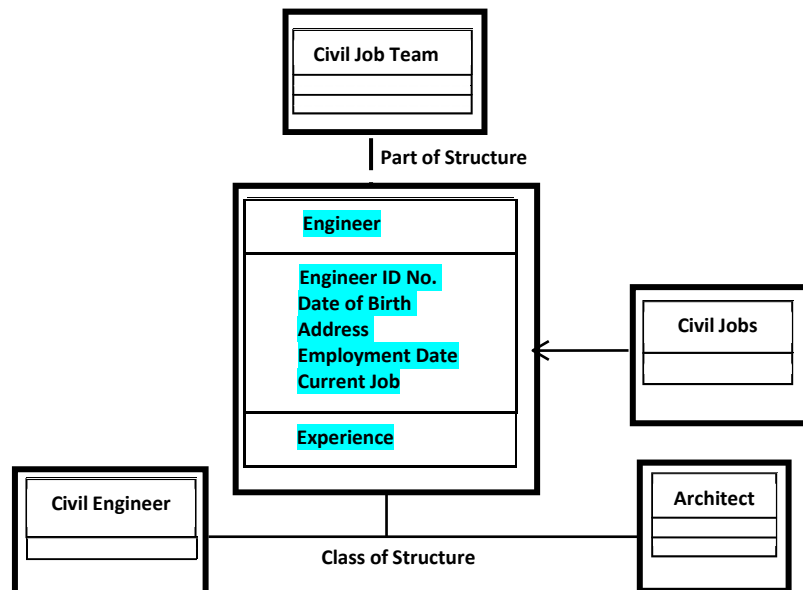 Civil Job Team
Part of Structure
Engineer
Engineer ID No.
Date of Birth
Address
Employment Date
Current Job
Experience
Civil Jobs
Civil Engineer
Architect
Class of Structure